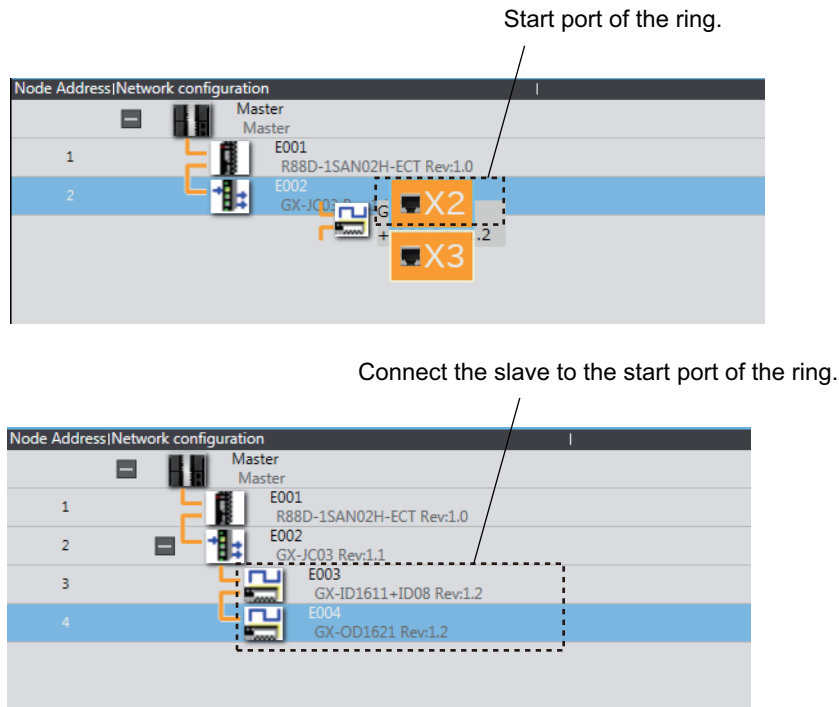 Start port of the ring.
Node Address|Network configuration |
Master
Master
1
E001
R88D-1SAN02H-ECT Rev:1.0
2
E002
GX-JC03
G X2
+ .2
X3
Connect the slave to the start port of the ring.
Node Address|Network configuration |
Master
Master
1
E001
R88D-1SAN02H-ECT Rev:1.0
2
E002
GX-JC03 Rev:1.1
3
E003
GX-ID1611+ID08 Rev:1.2
4
E004
GX-OD1621 Rev:1.2